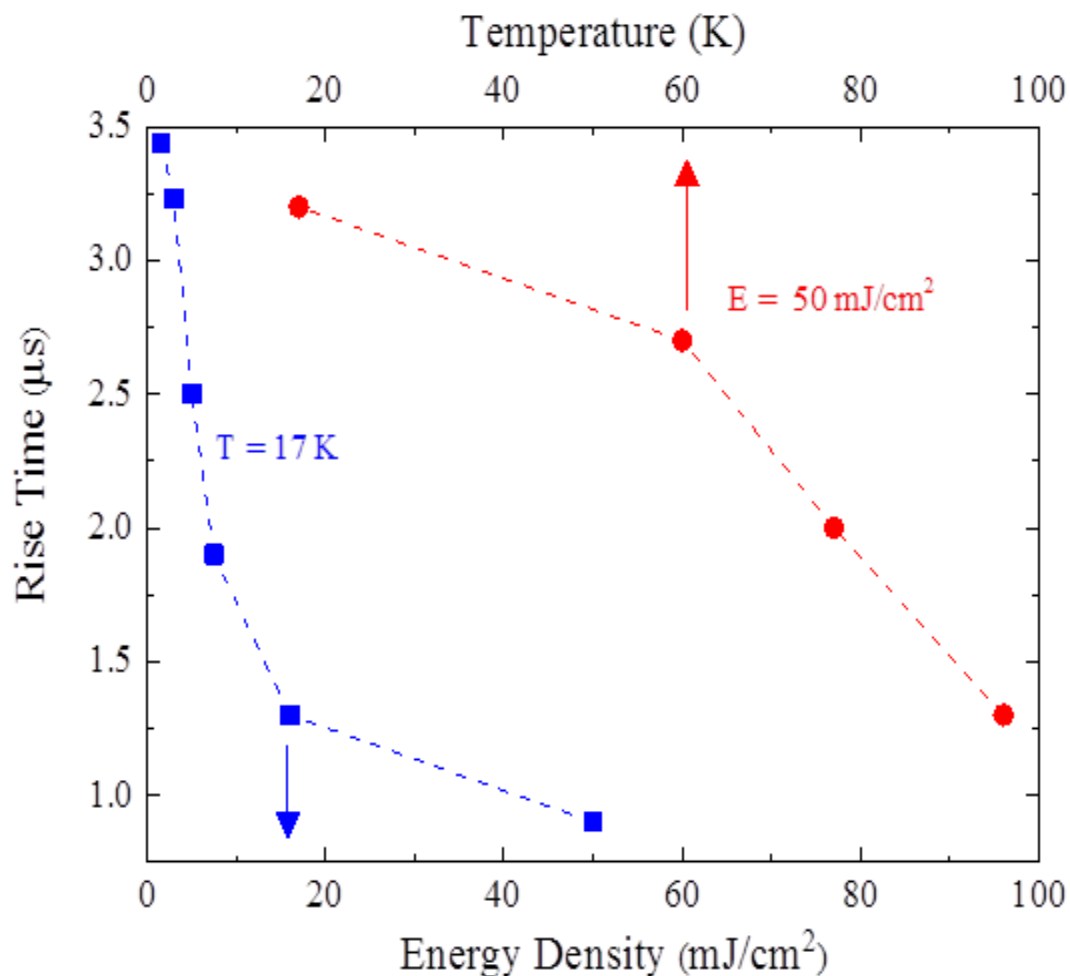 Temperature (K)
0 20 40 60 80 100
3.5
3.0
2.5
2.0
1.5
1.0
Rise Time (μs)
E = 50 mJ/cm²
T = 17 K
0 20 40 60 80 100
Energy Density (mJ/cm²)